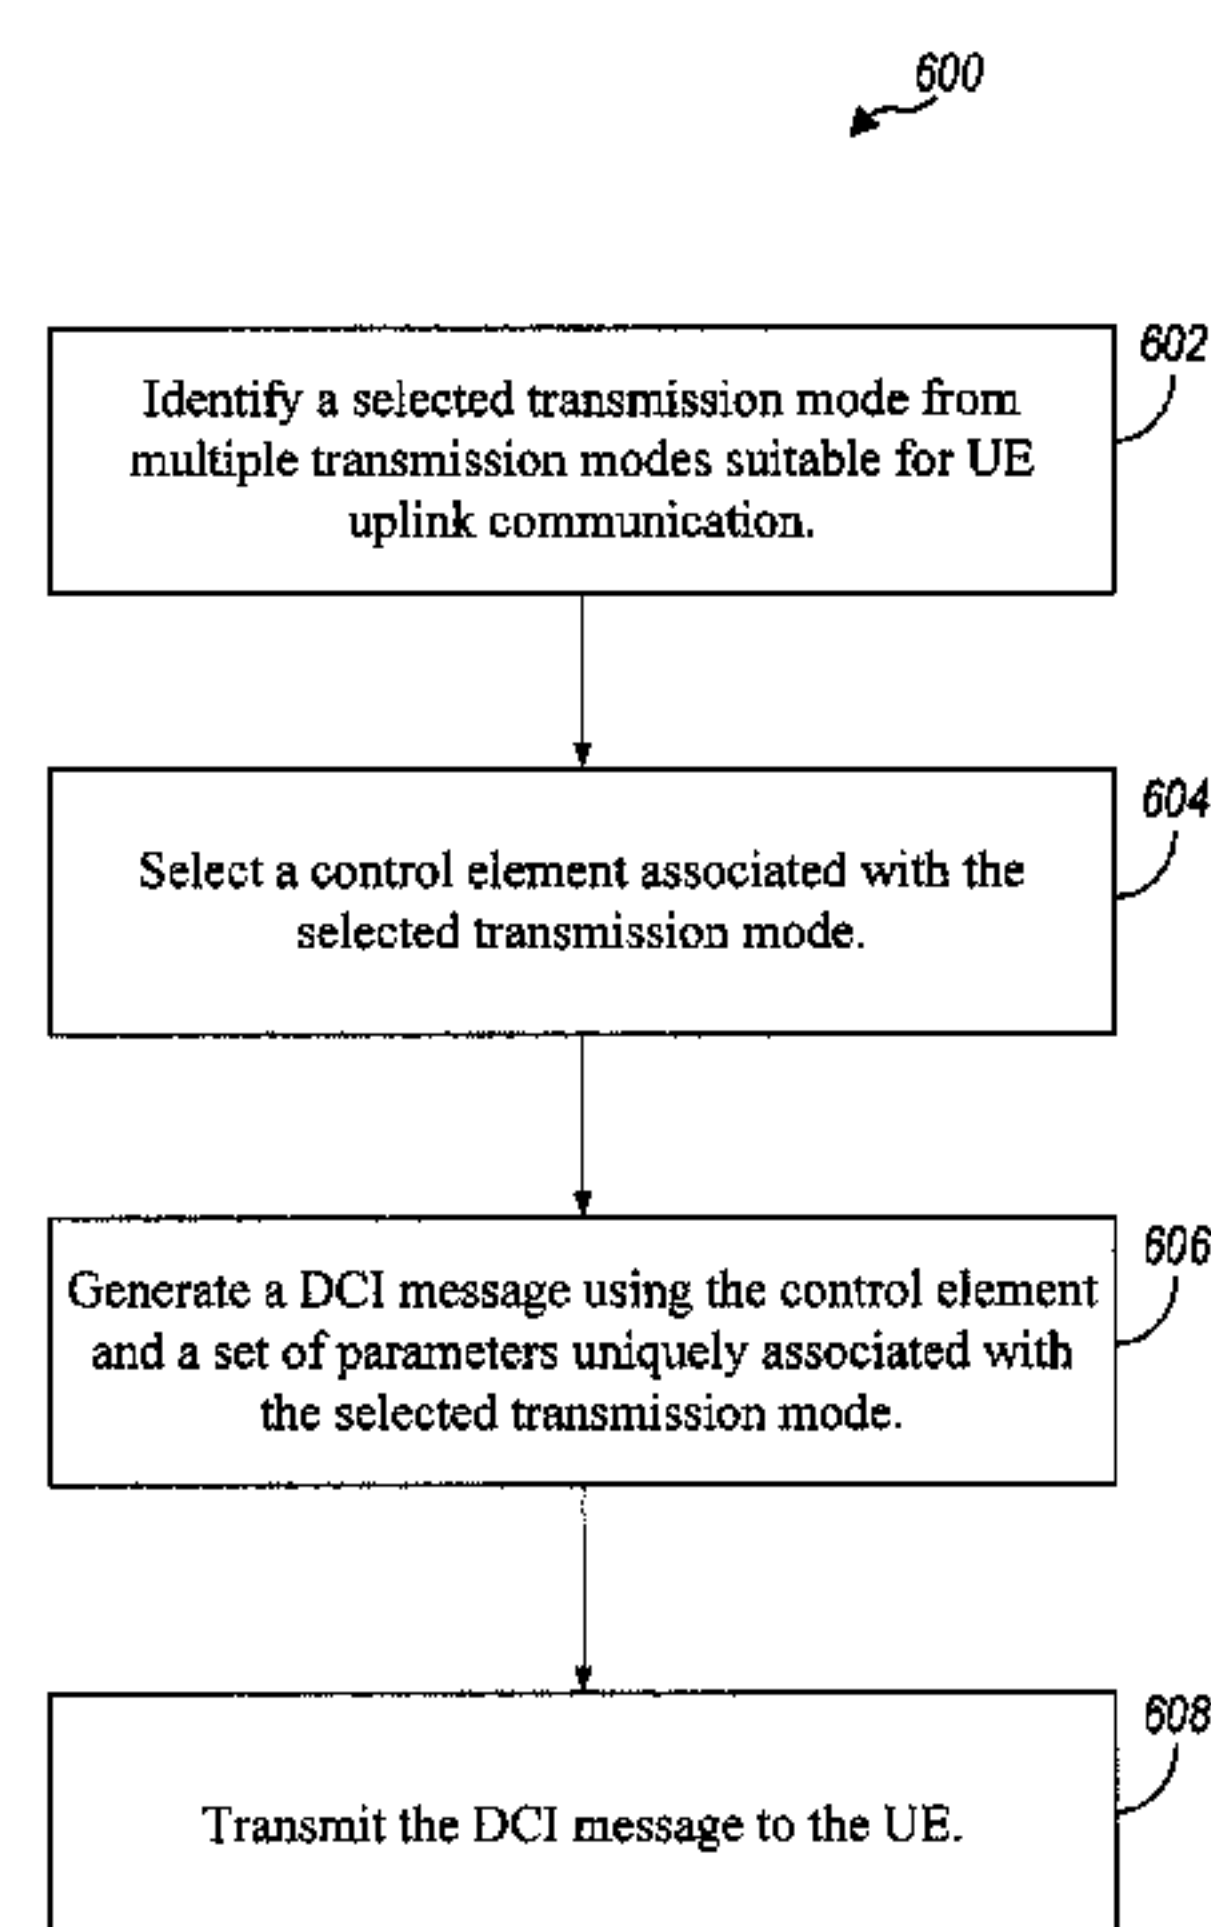 600
602
Identify a selected transmission mode from
multiple transmission modes suitable for UE
uplink communication.
604
Select a control element associated with the
selected transmission mode.
606
Generate a DCI message using the control element
and a set of parameters uniquely associated with
the selected transmission mode.
608
Transmit the DCI message to the UE.